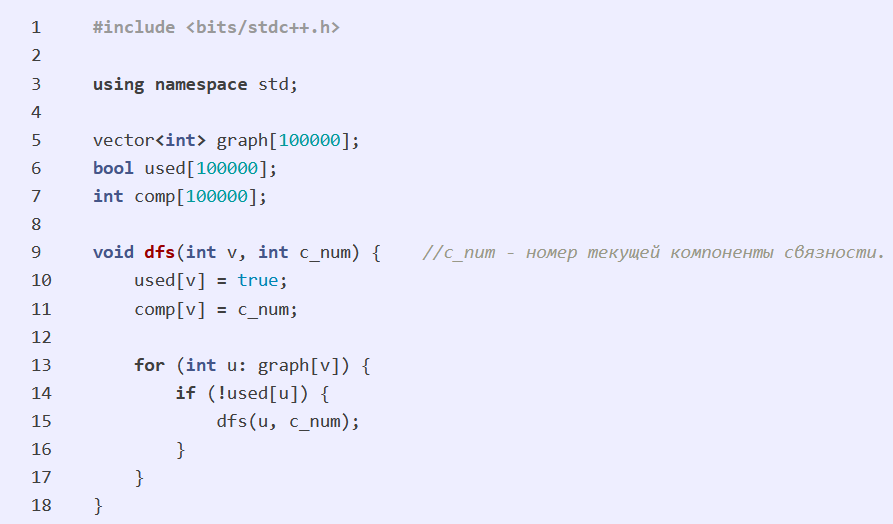 1 #include <bits/stdc++.h>
2
3 using namespace std;
4
5 vector<int> graph[100000];
6 bool used[100000];
7 int comp[100000];
8
9 void dfs(int v, int c_num) { //c_num - номер текущей компоненты связности.
10 used[v] = true;
11 comp[v] = c_num;
12
13 for (int u: graph[v]) {
14 if (!used[u]) {
15 dfs(u, c_num);
16 }
17 }
18 }